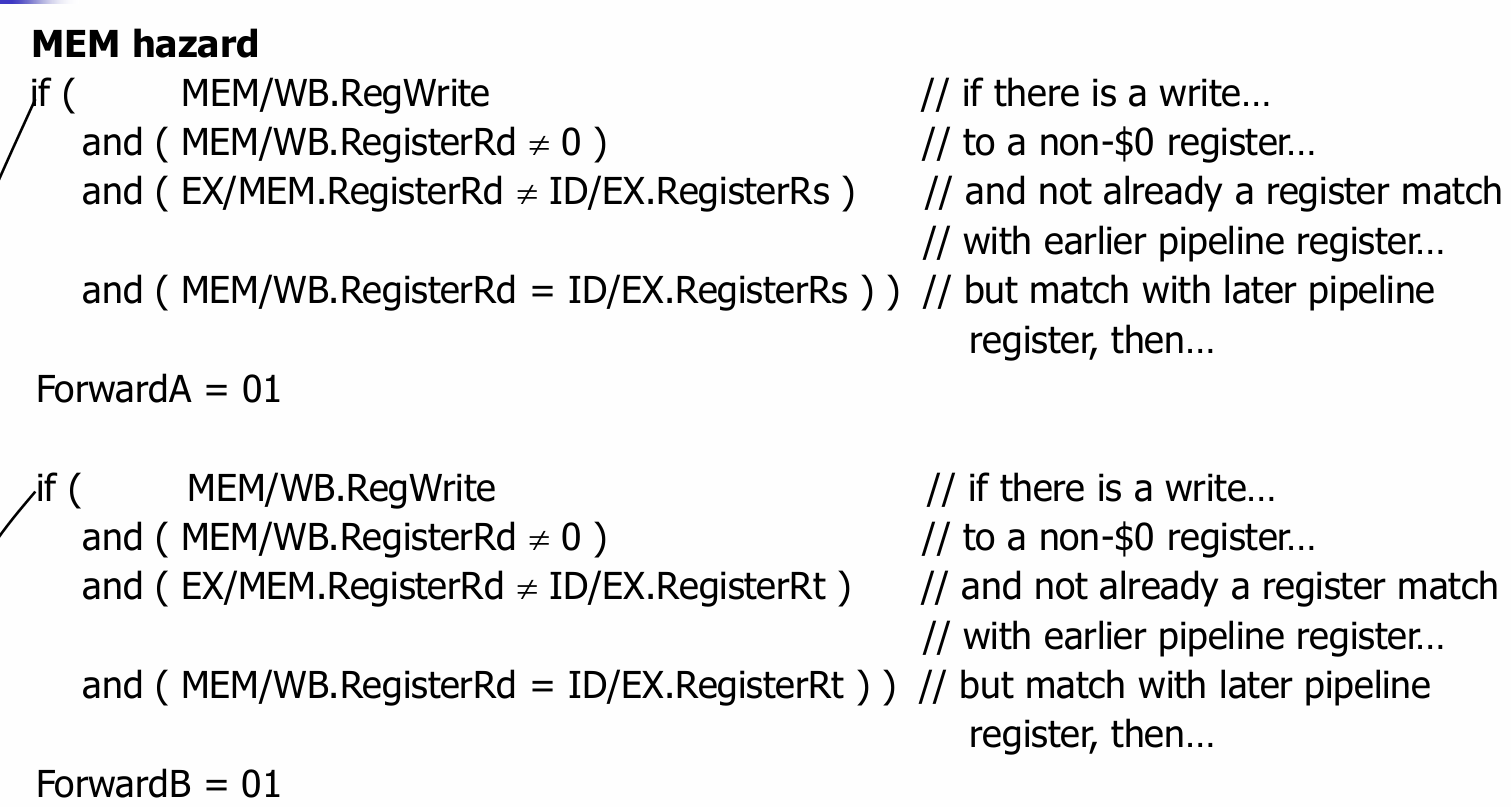 MEM hazard
if ( MEM/WB.RegWrite // if there is a write…
and ( MEM/WB.RegisterRd ≠ 0 ) // to a non-$0 register…
and ( EX/MEM.RegisterRd ≠ ID/EX.RegisterRs ) // and not already a register match
// with earlier pipeline register…
and ( MEM/WB.RegisterRd = ID/EX.RegisterRs ) ) // but match with later pipeline
register, then…
ForwardA = 01
if ( MEM/WB.RegWrite // if there is a write…
and ( MEM/WB.RegisterRd ≠ 0 ) // to a non-$0 register…
and ( EX/MEM.RegisterRd ≠ ID/EX.RegisterRt ) // and not already a register match
// with earlier pipeline register…
and ( MEM/WB.RegisterRd = ID/EX.RegisterRt ) ) // but match with later pipeline
register, then…
ForwardB = 01